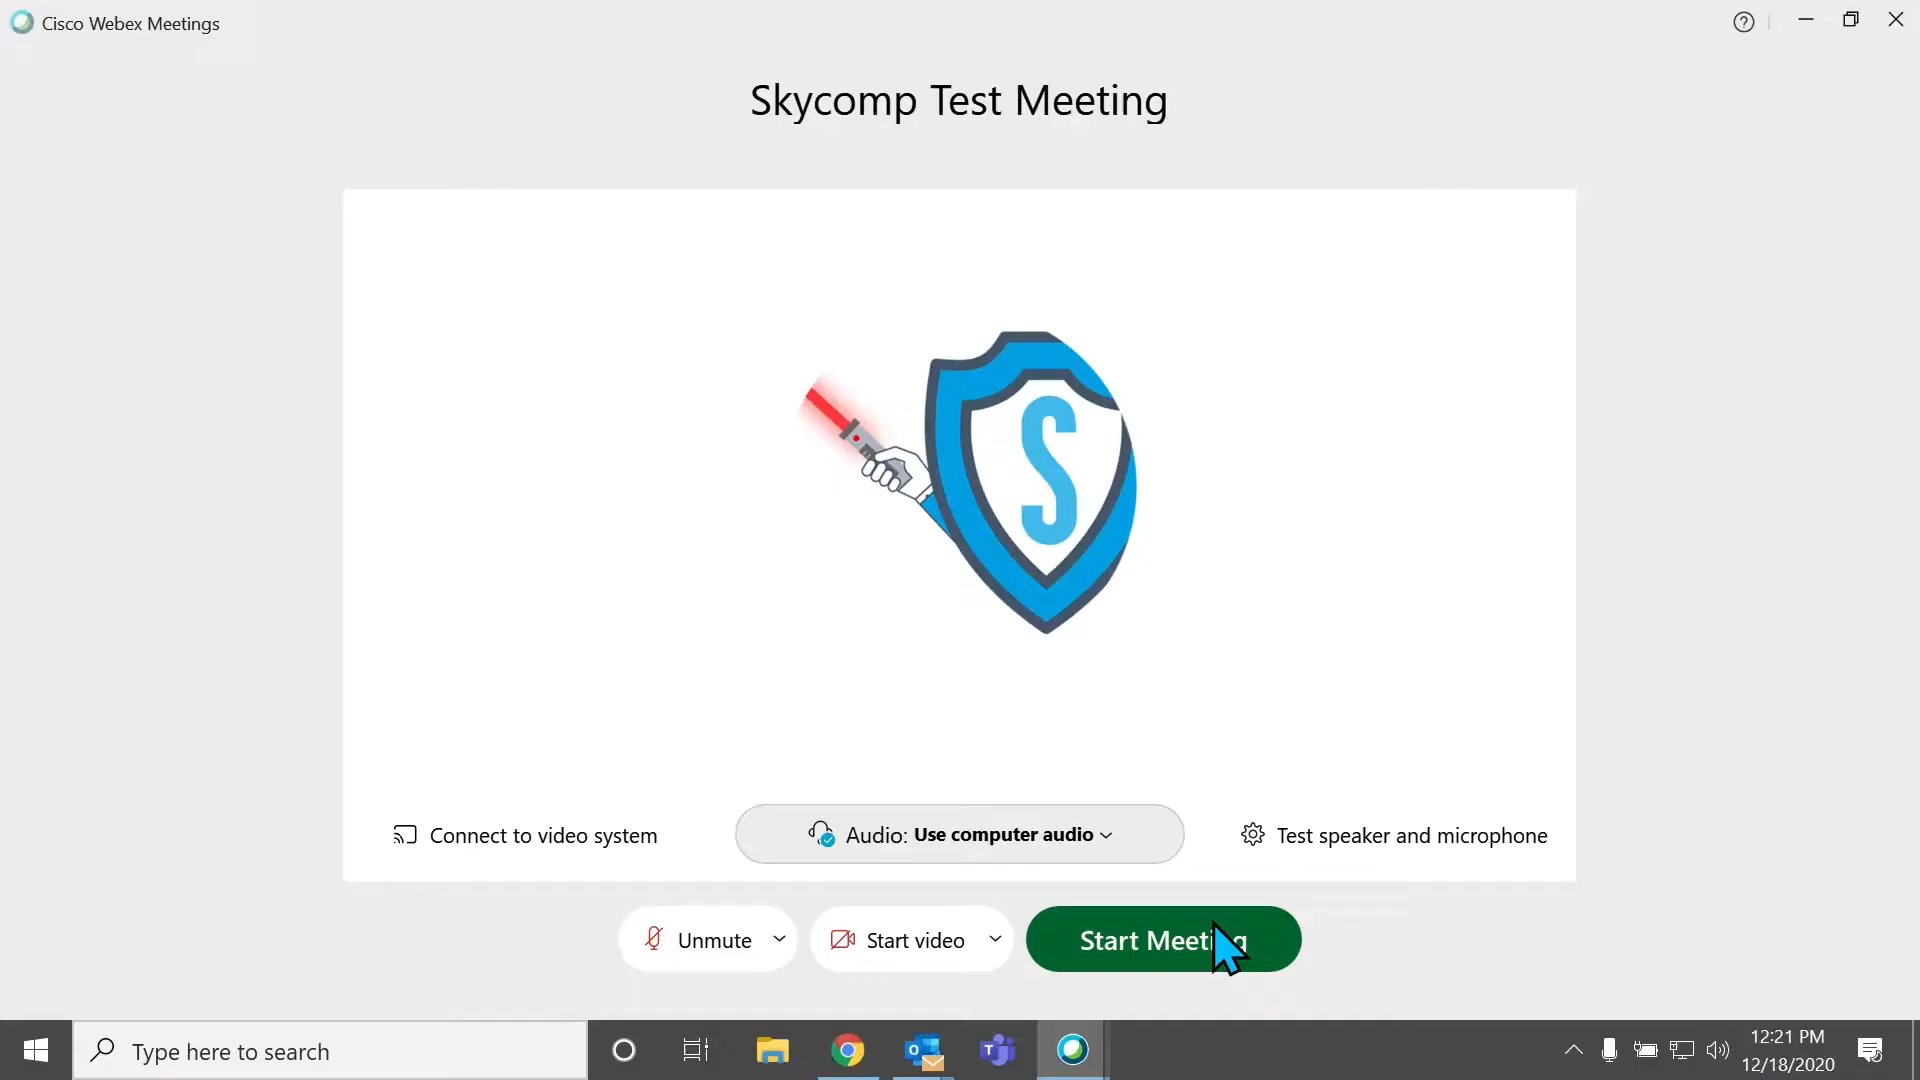 Cisco Webex Meetings
Skycomp Test Meeting
S
Connect to video system
Audio: Use computer audio
Test speaker and microphone
Unmute
Start video
Start Meeting
Type here to search
12:21 PM
12/18/2020